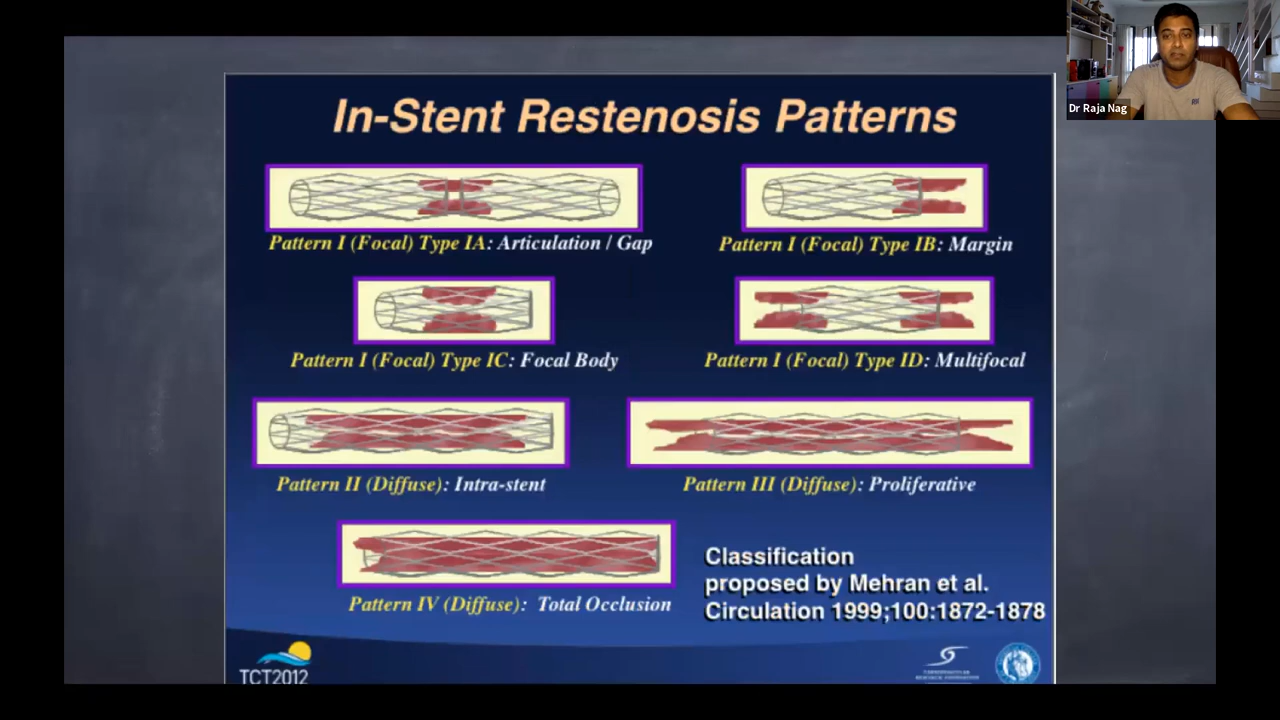 Dr Raja Nag
In-Stent Restenosis Patterns
Pattern I (Focal) Type IA: Articulation / Gap
Pattern I (Focal) Type IB: Margin
Pattern I (Focal) Type IC: Focal Body
Pattern I (Focal) Type ID: Multifocal
Pattern II (Diffuse): Intra-stent
Pattern III (Diffuse): Proliferative
Pattern IV (Diffuse): Total Occlusion
Classification
proposed by Mehran et al.
Circulation 1999;100:1872-1878
TCT2012